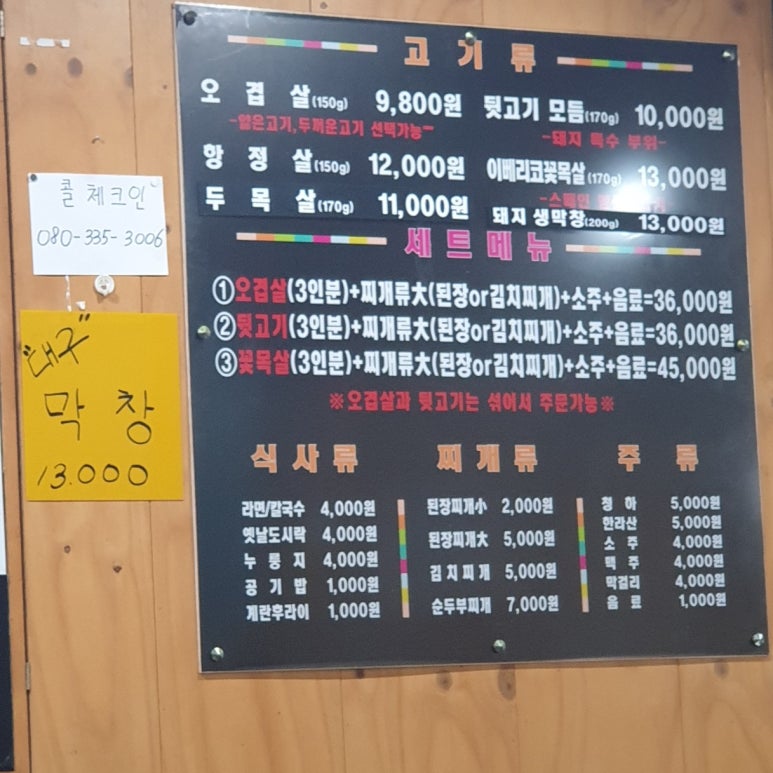 고기류
오겹살(150g) 9,800원 뒷고기 모듬(170g) 10,000원
-얇은고기,두꺼운고기 선택가능- -돼지 특수 부위-
항정살(150g) 12,000원 이베리코꽃목살(170g) 13,000원
-스페인
두목살(170g) 11,000원 돼지 생막창(200g) 13,000원
세트메뉴
①오겹살(3인분)+찌개류大(된장or김치찌개)+소주+음료=36,000원
②뒷고기(3인분)+찌개류大(된장or김치찌개)+소주+음료=36,000원
③꽃목살(3인분)+찌개류大(된장or김치찌개)+소주+음료=45,000원
※오겹살과 뒷고기는 섞어서 주문가능※
식사류
라면/칼국수 4,000원
옛날도시락 4,000원
누룽지 4,000원
공기밥 1,000원
계란후라이 1,000원
찌개류
된장찌개小 2,000원
된장찌개大 5,000원
김치찌개 5,000원
순두부찌개 7,000원
주류
청하 5,000원
한라산 5,000원
소주 4,000원
맥주 4,000원
막걸리 4,000원
음료 1,000원
콜체크인
080-335-3006
"대구"
막창
13.000